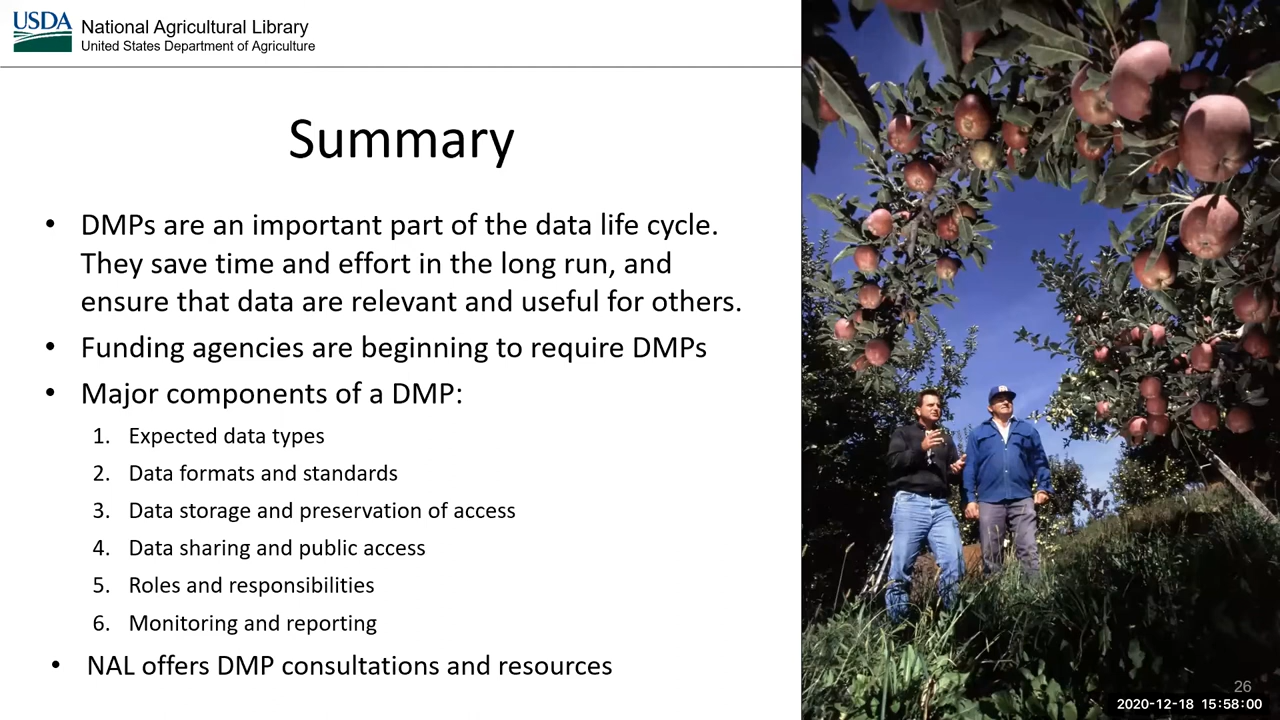 USDA
National Agricultural Library
United States Department of Agriculture
Summary
• DMPs are an important part of the data life cycle.
They save time and effort in the long run, and
ensure that data are relevant and useful for others.
• Funding agencies are beginning to require DMPs
• Major components of a DMP:
1. Expected data types
2. Data formats and standards
3. Data storage and preservation of access
4. Data sharing and public access
5. Roles and responsibilities
6. Monitoring and reporting
• NAL offers DMP consultations and resources
26
2020-12-18 15:58:00